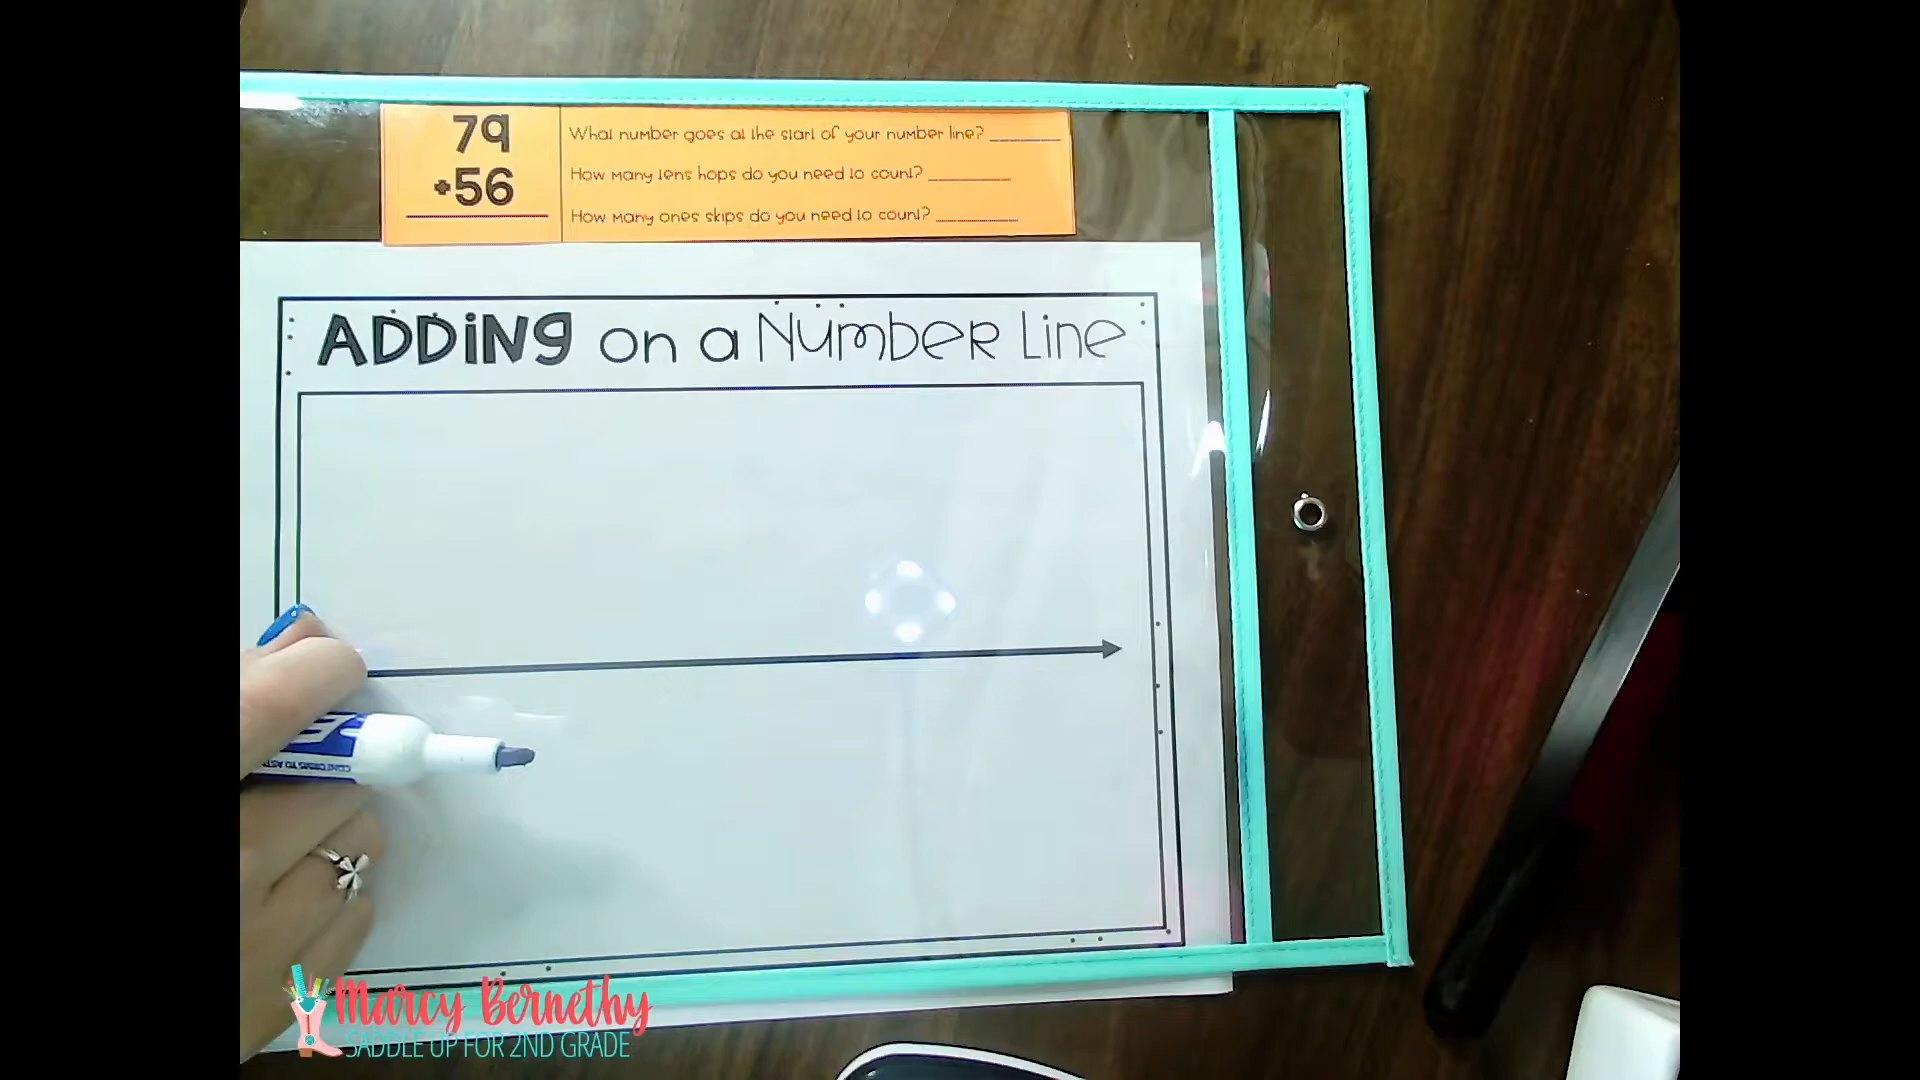 79
+56
What number goes at the start of your number line? ________
How many tens hops do you need to count? ________
How many ones skips do you need to count? ________
ADDING on a Number Line
Marcy Bernethy
SADDLE UP FOR 2ND GRADE